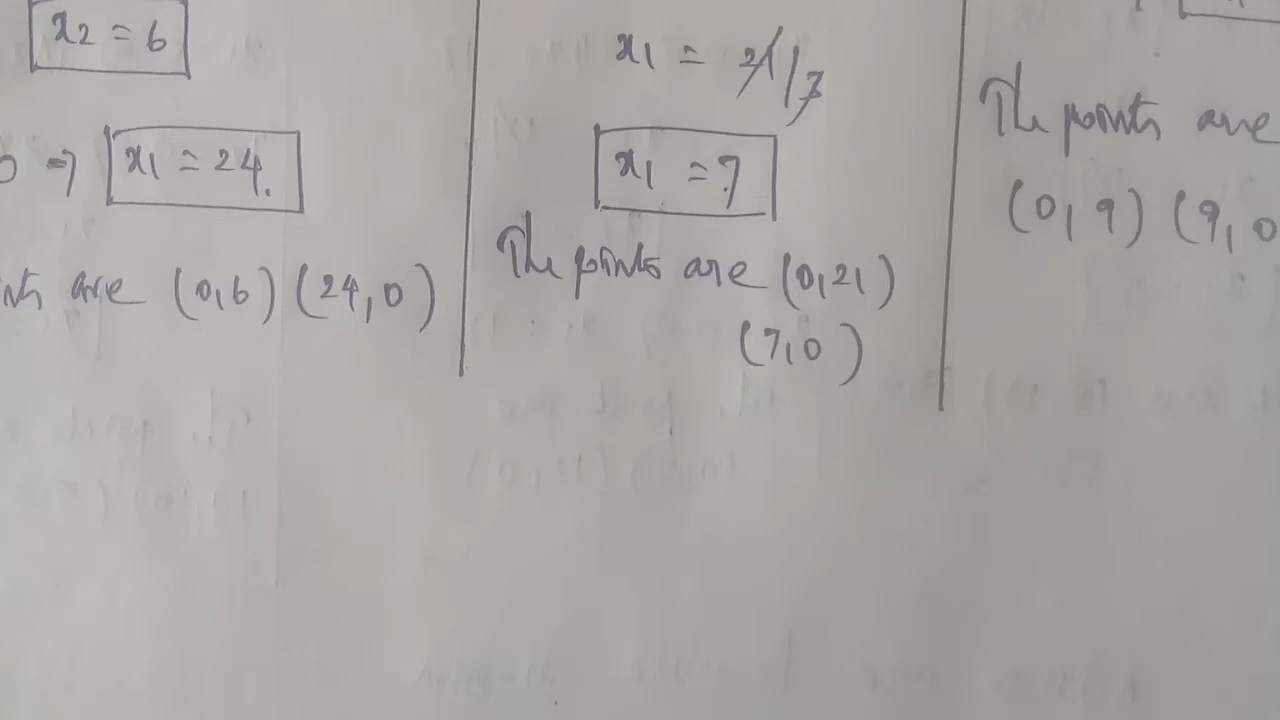 x2 = 6
⇒ x1 = 24.
are (0,6) (24,0)
x1 = 21/3
x1 = 7
The points are (0,21)
(7,0)
The points are
(0,9) (9,0